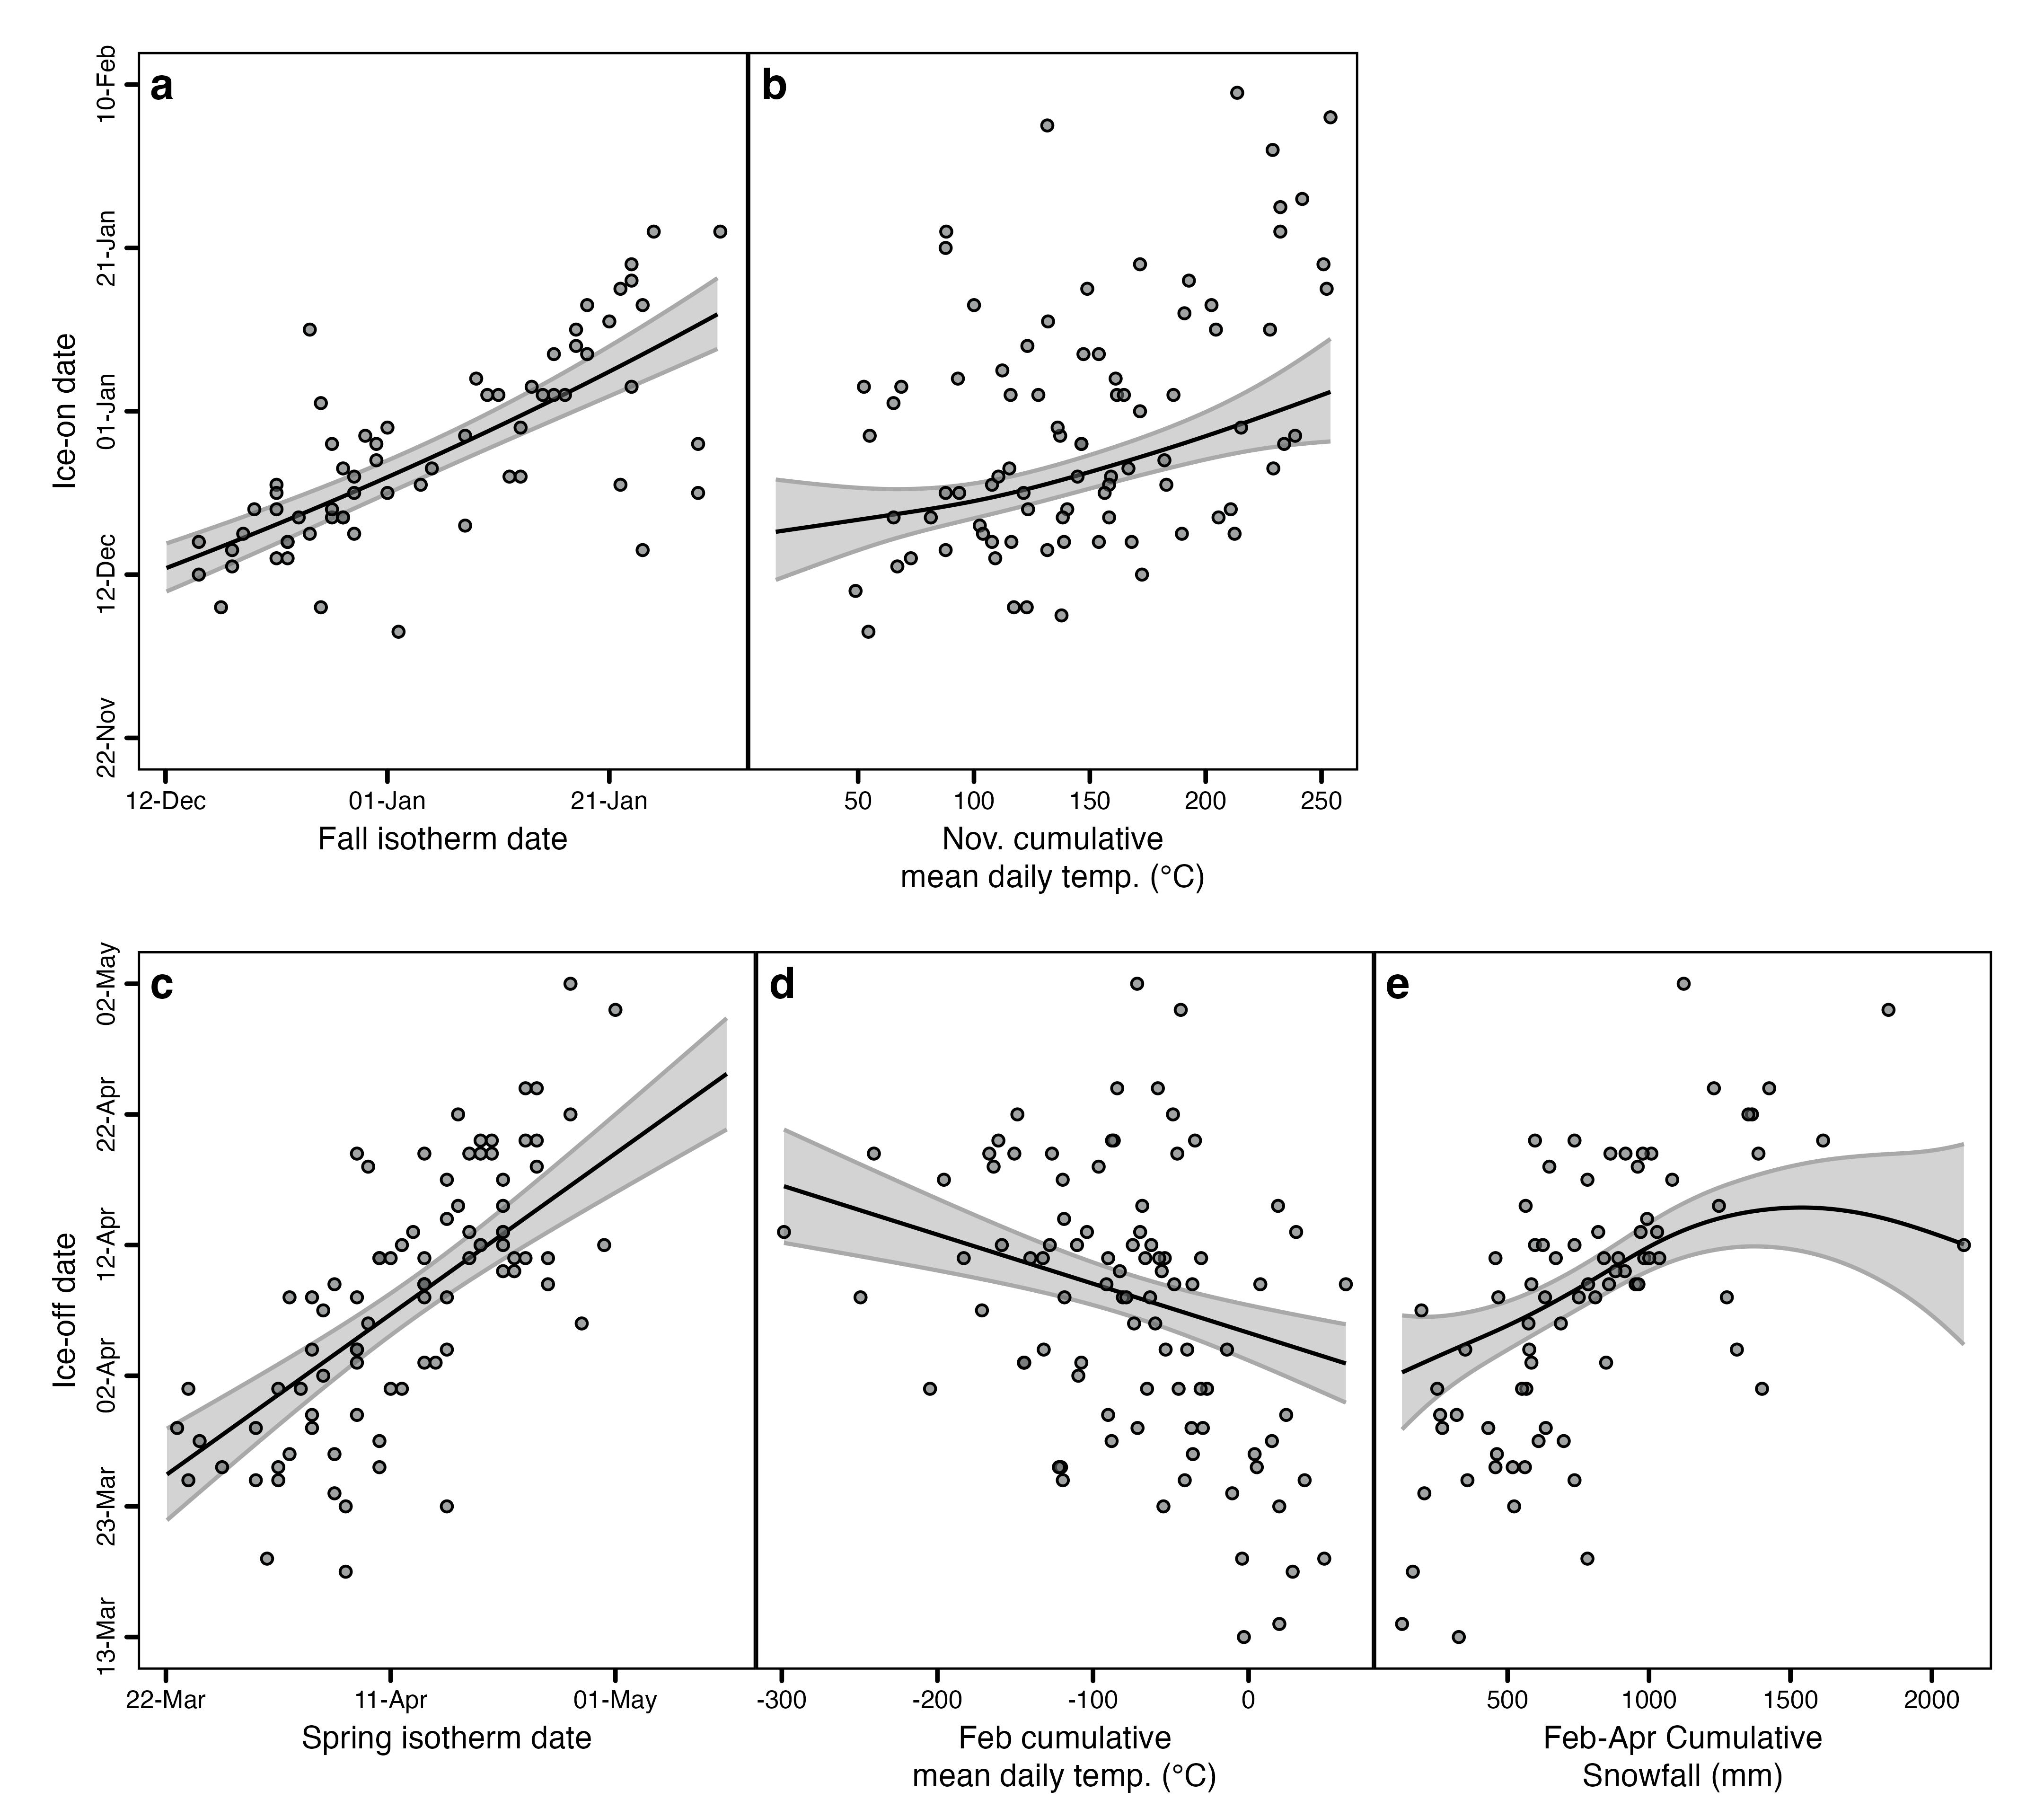 a
b
Ice-on date
10-Feb
21-Jan
01-Jan
12-Dec
22-Nov
12-Dec 01-Jan 21-Jan
50 100 150 200 250
Fall isotherm date
Nov. cumulative
mean daily temp. (°C)
c
d
e
Ice-off date
02-May
22-Apr
12-Apr
02-Apr
23-Mar
13-Mar
22-Mar 11-Apr 01-May
-300 -200 -100 0
500 1000 1500 2000
Spring isotherm date
Feb cumulative
mean daily temp. (°C)
Feb-Apr Cumulative
Snowfall (mm)